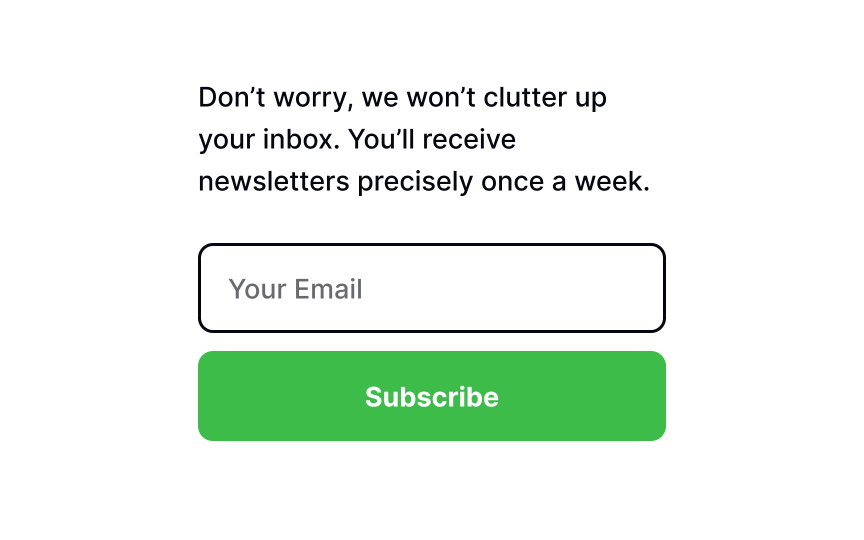 Don’t worry, we won’t clutter up
your inbox. You’ll receive
newsletters precisely once a week.
Your Email
Subscribe